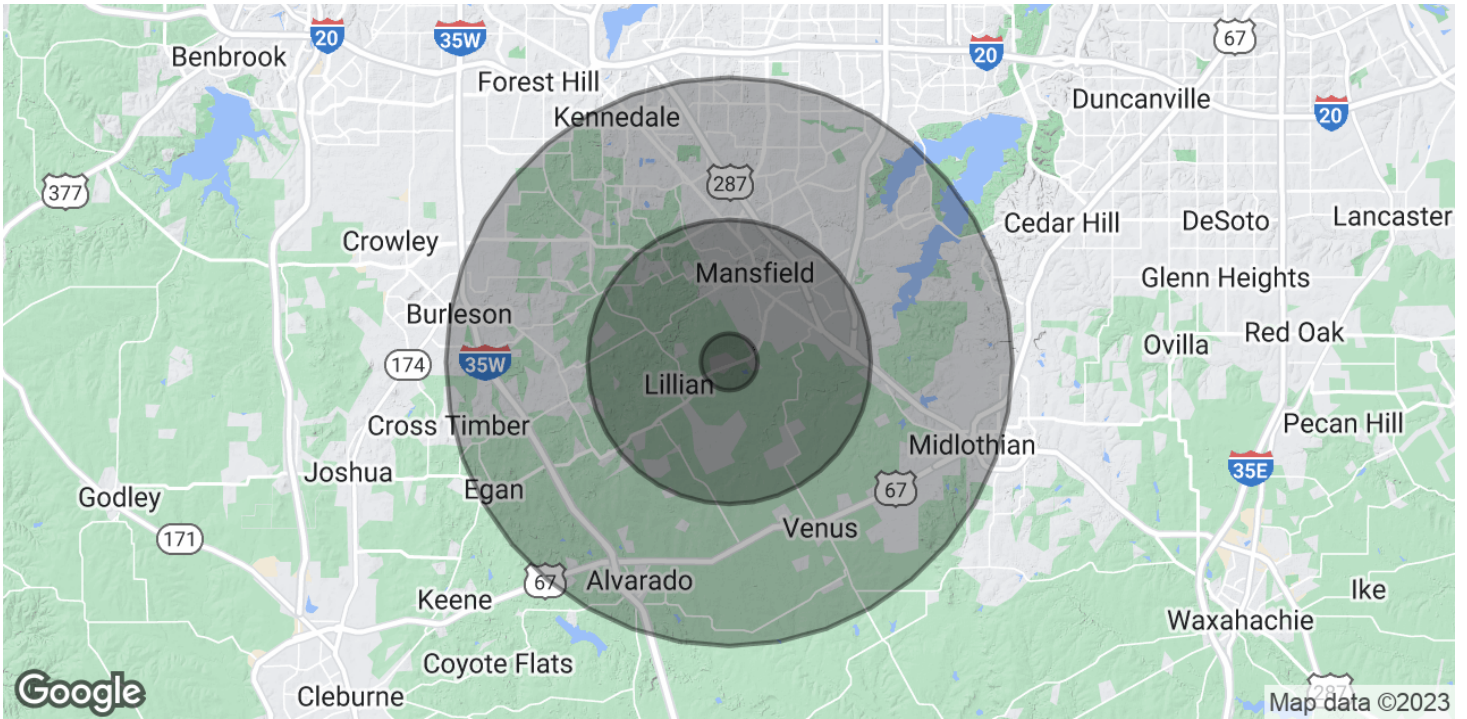 Benbrook
20
35W
Forest Hill
20
67
Kennedale
Duncanville
20
377
287
Crowley
Cedar Hill
DeSoto
Lancaster
Mansfield
Glenn Heights
Burleson
Ovilla
Red Oak
174
35W
Lillian
Cross Timber
Midlothian
Pecan Hill
Joshua
Egan
67
35E
Godley
171
Venus
67
Alvarado
Keene
Ike
Waxahachie
Coyote Flats
Cleburne
287
Google
Map data ©2023